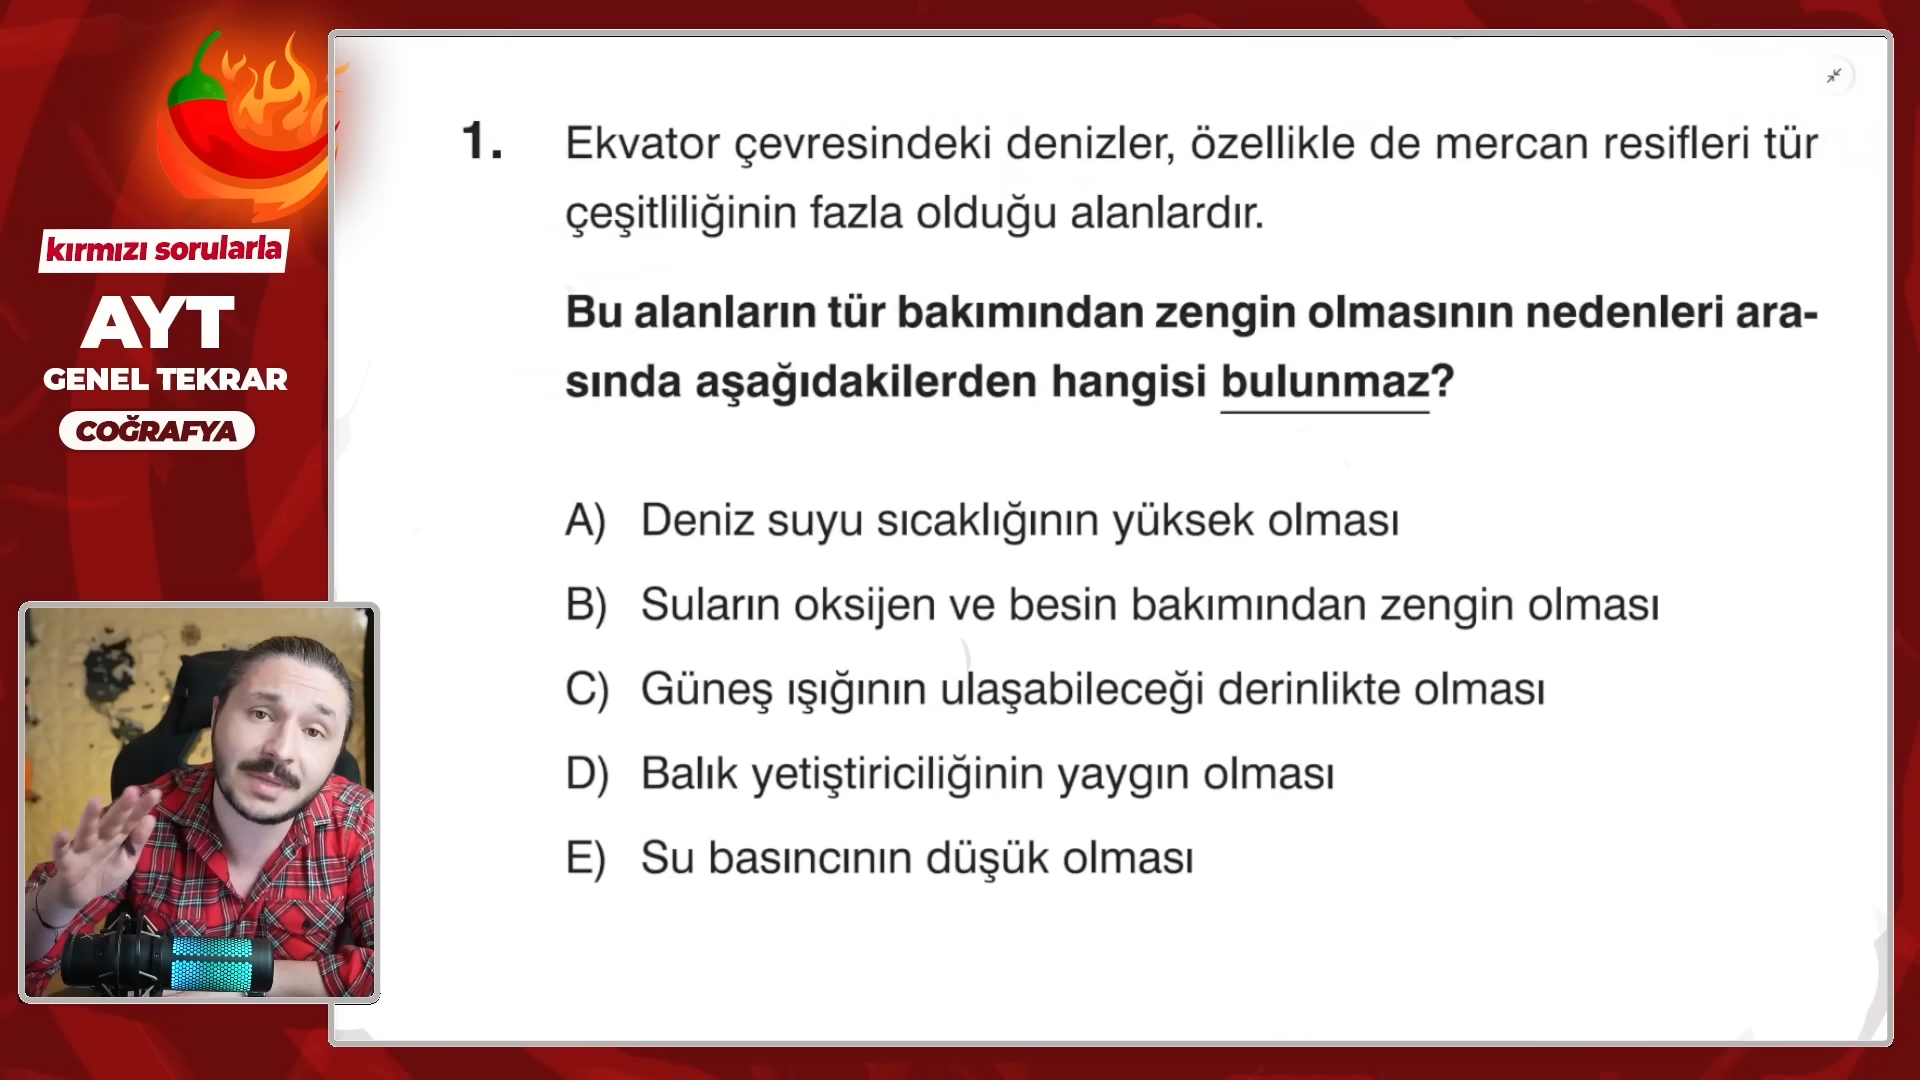 kırmızı sorularla
AYT
GENEL TEKRAR
COĞRAFYA
1. Ekvator çevresindeki denizler, özellikle de mercan resifleri tür
çeşitliliğinin fazla olduğu alanlardır.
Bu alanların tür bakımından zengin olmasının nedenleri ara-
sında aşağıdakilerden hangisi bulunmaz?
A) Deniz suyu sıcaklığının yüksek olması
B) Suların oksijen ve besin bakımından zengin olması
C) Güneş ışığının ulaşabileceği derinlikte olması
D) Balık yetiştiriciliğinin yaygın olması
E) Su basıncının düşük olması